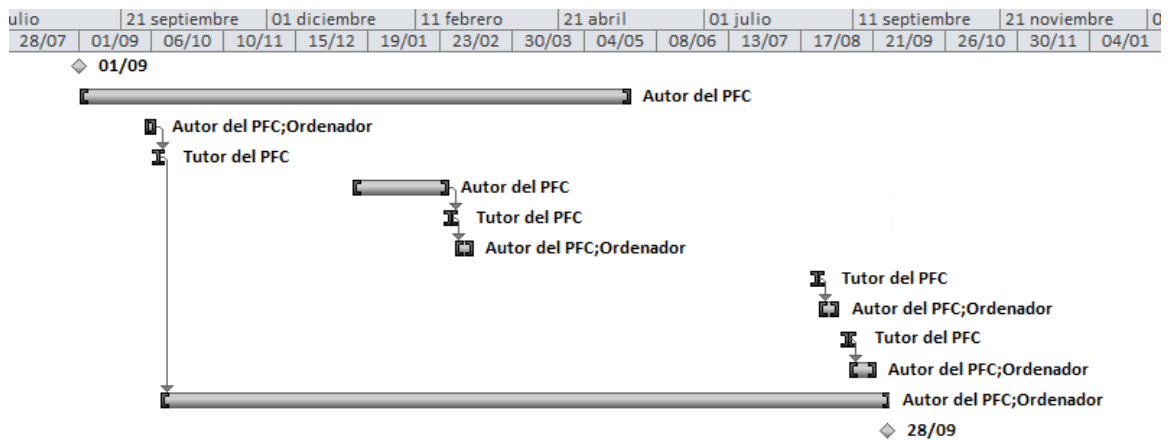 ulio 21 septiembre 01 diciembre 11 febrero 21 abril 01 julio 11 septiembre 21 noviembre 0
28/07 01/09 06/10 10/11 15/12 19/01 23/02 30/03 04/05 08/06 13/07 17/08 21/09 26/10 30/11 04/01
01/09
Autor del PFC
Autor del PFC;Ordenador
Tutor del PFC
Autor del PFC
Tutor del PFC
Autor del PFC;Ordenador
Tutor del PFC
Autor del PFC;Ordenador
Tutor del PFC
Autor del PFC;Ordenador
Autor del PFC;Ordenador
28/09